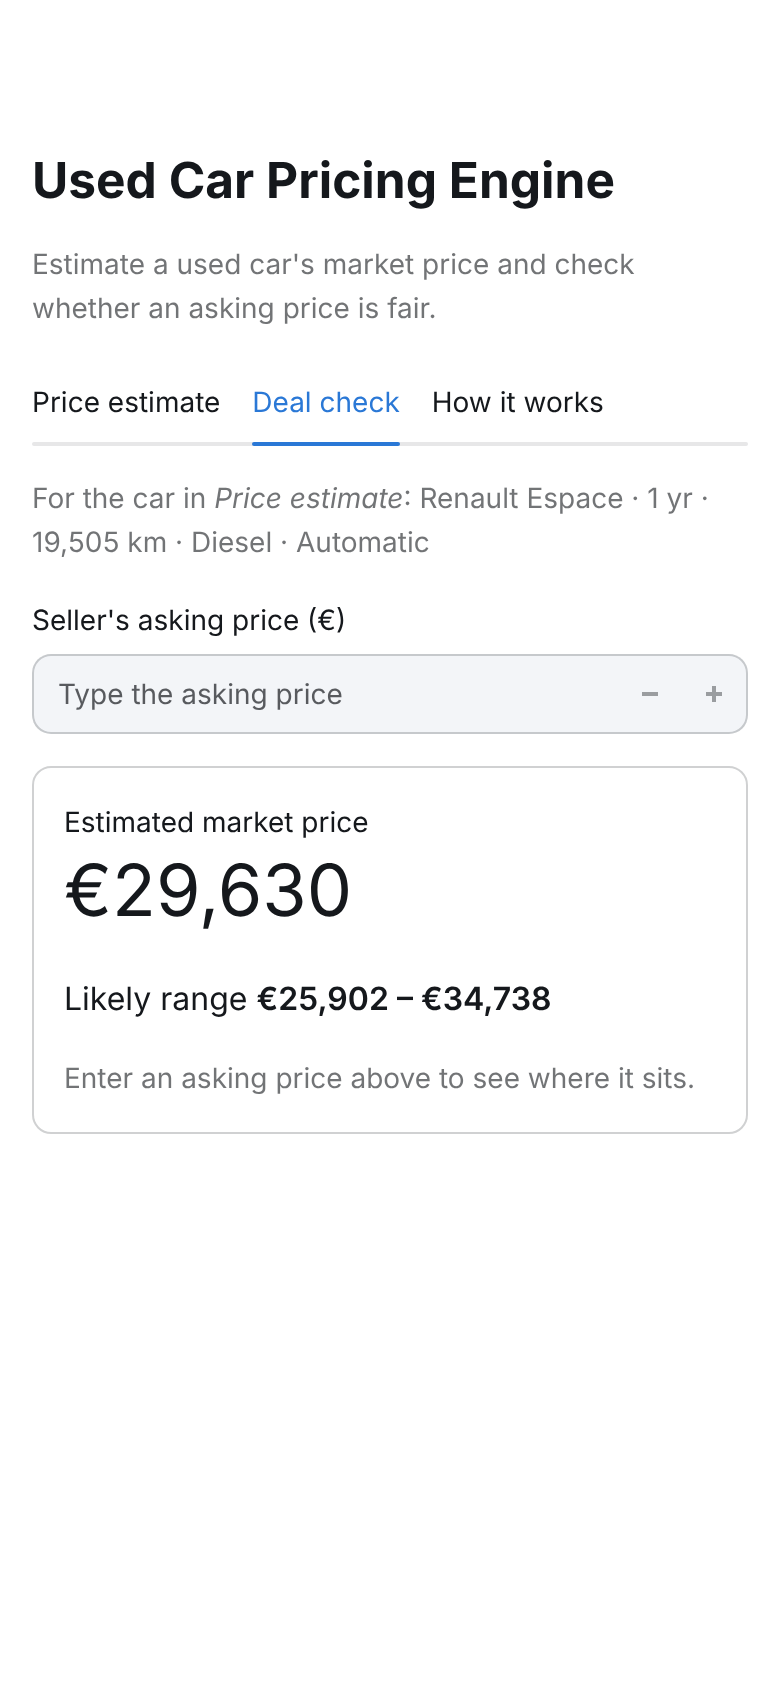 Used Car Pricing Engine
Estimate a used car's market price and check
whether an asking price is fair.
Price estimate Deal check How it works
For the car in Price estimate: Renault Espace · 1 yr ·
19,505 km · Diesel · Automatic
Seller's asking price (€)
Type the asking price − +
Estimated market price
€29,630
Likely range €25,902 – €34,738
Enter an asking price above to see where it sits.